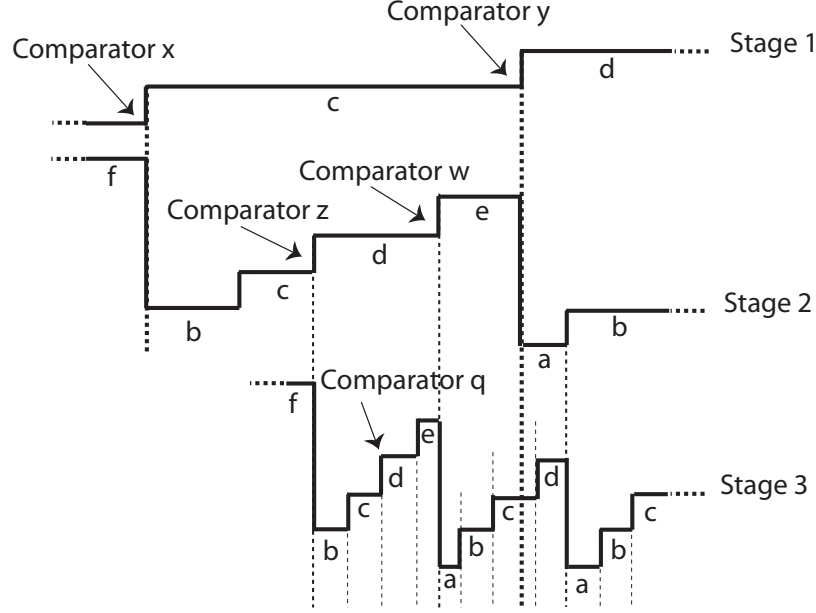 Comparator y
Stage 1
Comparator x
d
c
Comparator w
f
e
Comparator z
d
c
Stage 2
b
b
a
Comparator q
f
e
d
d
Stage 3
c
c
c
b
b
b
a
a